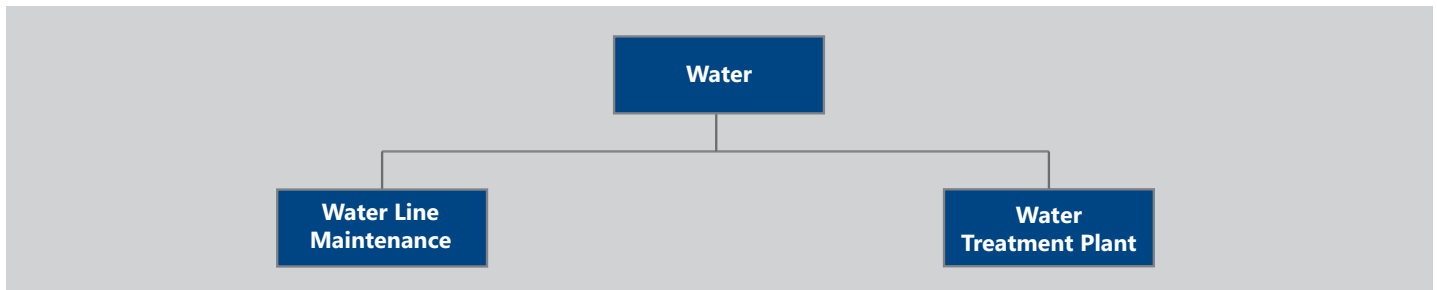 Water
Water Line
Maintenance
Water
Treatment Plant